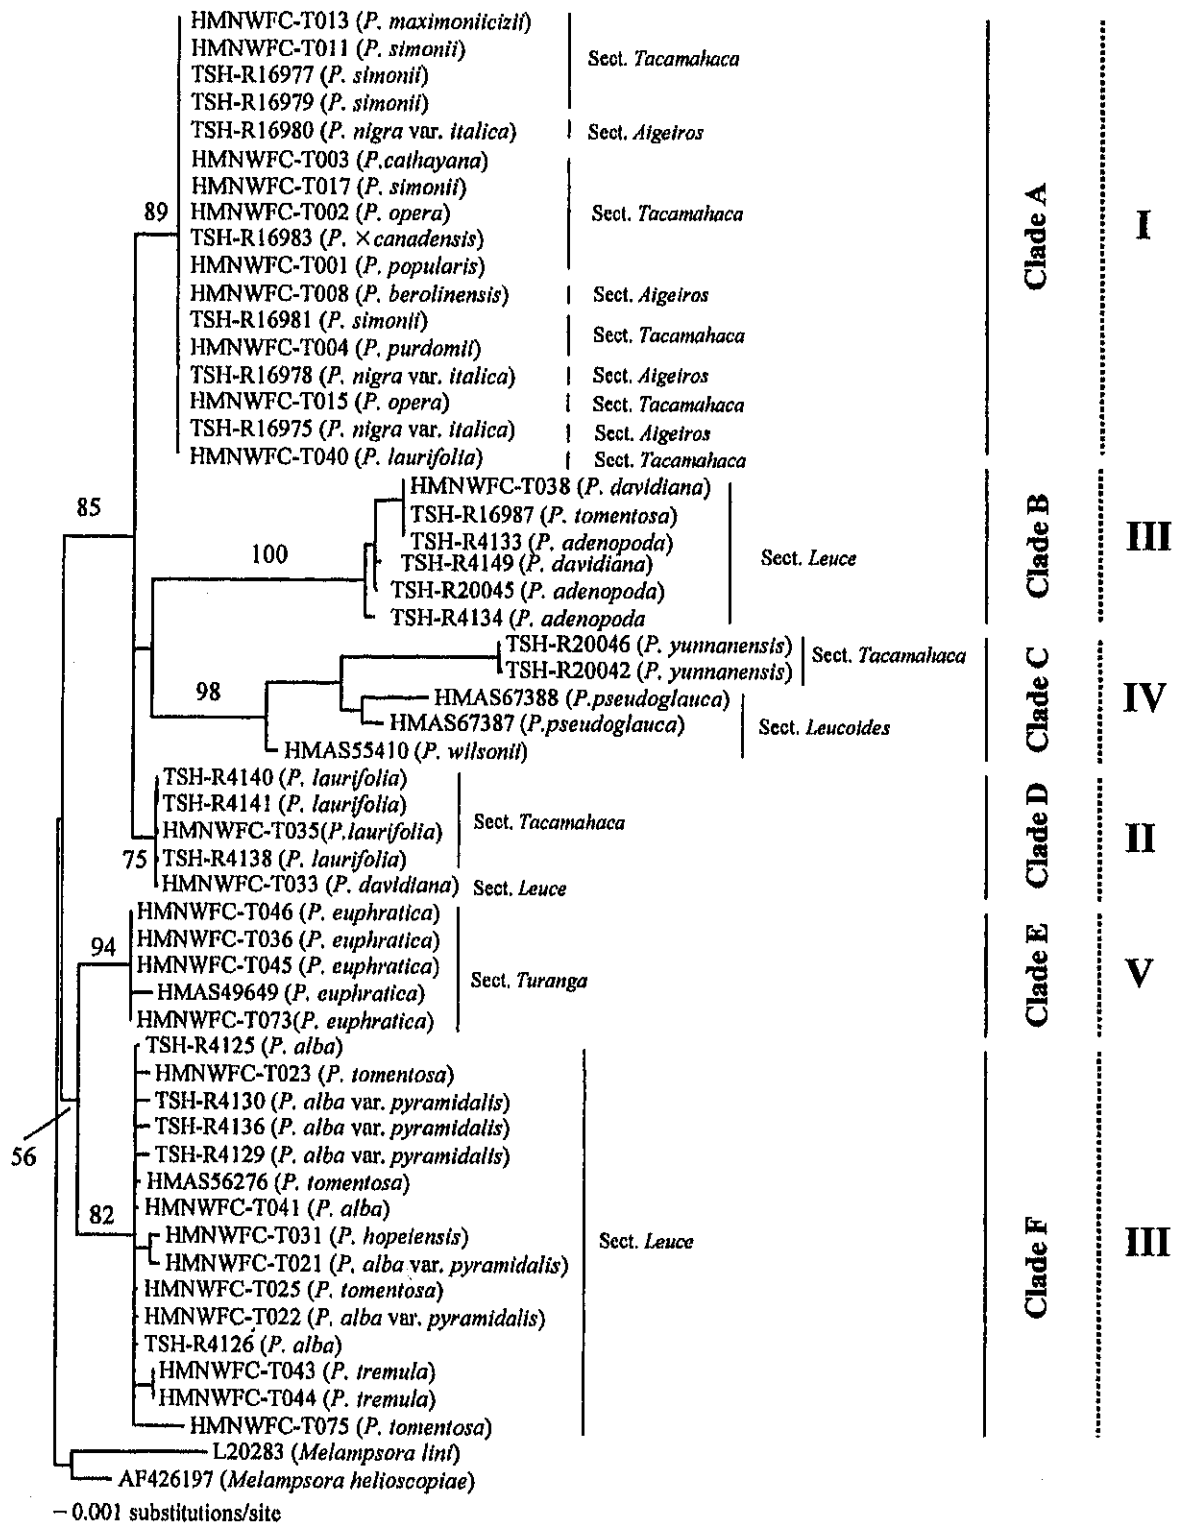 HMNWFC-T013 (P. maximoniicizii)
HMNWFC-T011 (P. simonii)
Sect. Tacamahaca
TSH-R16977 (P. simonii)
TSH-R16979 (P. simonii)
TSH-R16980 (P. nigra var. italica) Sect. Aigeiros
HMNWFC-T003 (P.cathayana)
HMNWFC-T017 (P. simonii)
89 HMNWFC-T002 (P. opera) Sect. Tacamahaca
TSH-R16983 (P. ×canadensis)
HMNWFC-T001 (P. popularis)
HMNWFC-T008 (P. berolinensis) Sect. Aigeiros
TSH-R16981 (P. simonii)
Sect. Tacamahaca
HMNWFC-T004 (P. purdomii)
TSH-R16978 (P. nigra var. italica) Sect. Aigeiros
HMNWFC-T015 (P. opera) Sect. Tacamahaca
TSH-R16975 (P. nigra var. italica) Sect. Aigeiros
HMNWFC-T040 (P. laurifolia) Sect. Tacamahaca
Clade A
I
85
HMNWFC-T038 (P. davidiana)
TSH-R16987 (P. tomentosa)
TSH-R4133 (P. adenopoda)
100
TSH-R4149 (P. davidiana)
Sect. Leuce
TSH-R20045 (P. adenopoda)
TSH-R4134 (P. adenopoda
Clade B
III
TSH-R20046 (P. yunnanensis)
Sect. Tacamahaca
TSH-R20042 (P. yunnanensis)
98
HMAS67388 (P.pseudoglauca)
HMAS67387 (P.pseudoglauca)
Sect. Leucoides
HMAS55410 (P. wilsonii)
Clade C
IV
TSH-R4140 (P. laurifolia)
TSH-R4141 (P. laurifolia)
Sect. Tacamahaca
HMNWFC-T035(P.laurifolia)
75 TSH-R4138 (P. laurifolia)
HMNWFC-T033 (P. davidiana) Sect. Leuce
Clade D
II
HMNWFC-T046 (P. euphratica)
HMNWFC-T036 (P. euphratica)
94
HMNWFC-T045 (P. euphratica)
Sect. Turanga
HMAS49649 (P. euphratica)
HMNWFC-T073(P. euphratica)
Clade E
V
TSH-R4125 (P. alba)
HMNWFC-T023 (P. tomentosa)
TSH-R4130 (P. alba var. pyramidalis)
TSH-R4136 (P. alba var. pyramidalis)
56
TSH-R4129 (P. alba var. pyramidalis)
HMAS56276 (P. tomentosa)
82 HMNWFC-T041 (P. alba)
HMNWFC-T031 (P. hopeiensis) Sect. Leuce
HMNWFC-T021 (P. alba var. pyramidalis)
HMNWFC-T025 (P. tomentosa)
HMNWFC-T022 (P. alba var. pyramidalis)
TSH-R4126 (P. alba)
HMNWFC-T043 (P. tremula)
HMNWFC-T044 (P. tremula)
HMNWFC-T075 (P. tomentosa)
Clade F
III
L20283 (Melampsora lini)
AF426197 (Melampsora helioscopiae)
– 0.001 substitutions/site